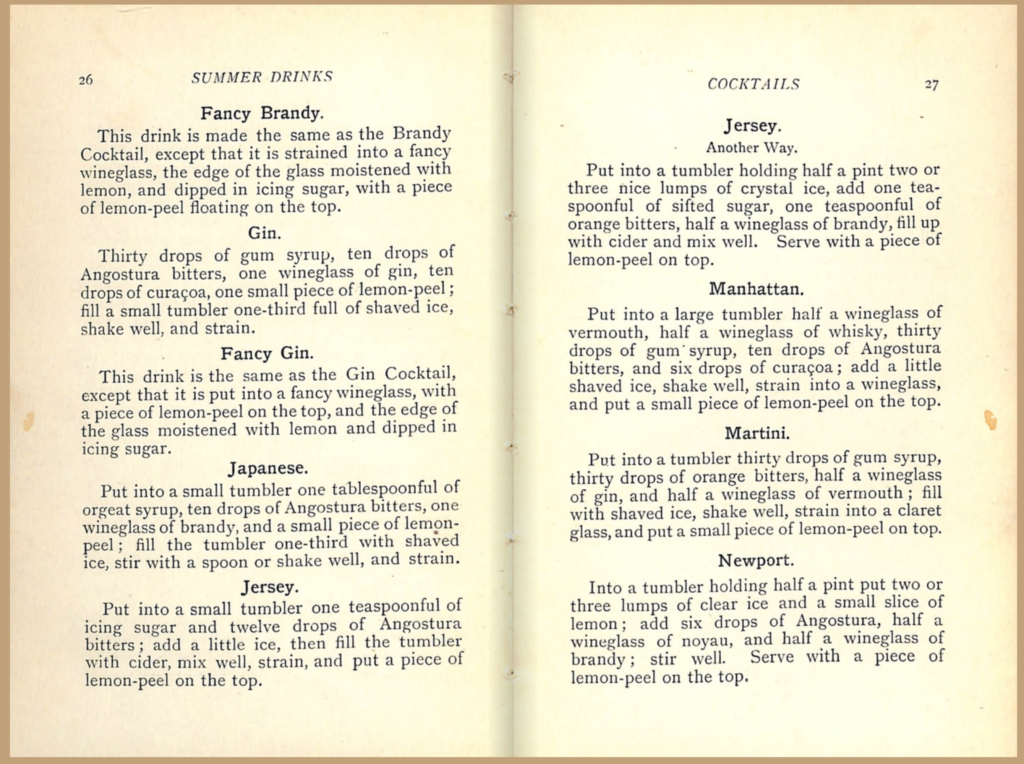 26
SUMMER DRINKS
Fancy Brandy.
This drink is made the same as the Brandy
Cocktail, except that it is strained into a fancy
wineglass, the edge of the glass moistened with
lemon, and dipped in icing sugar, with a piece
of lemon-peel floating on the top.
Gin.
Thirty drops of gum syrup, ten drops of
Angostura bitters, one wineglass of gin, ten
drops of curaçoa, one small piece of lemon-peel ;
fill a small tumbler one-third full of shaved ice,
shake well, and strain.
Fancy Gin.
This drink is the same as the Gin Cocktail,
except that it is put into a fancy wineglass, with
a piece of lemon-peel on the top, and the edge of
the glass moistened with lemon and dipped in
icing sugar.
Japanese.
Put into a small tumbler one tablespoonful of
orgeat syrup, ten drops of Angostura bitters, one
wineglass of brandy, and a small piece of lemon-
peel ; fill the tumbler one-third with shaved
ice, stir with a spoon or shake well, and strain.
Jersey.
Put into a small tumbler one teaspoonful of
icing sugar and twelve drops of Angostura
bitters ; add a little ice, then fill the tumbler
with cider, mix well, strain, and put a piece of
lemon-peel on the top.
COCKTAILS
27
Jersey.
Another Way.
Put into a tumbler holding half a pint two or
three nice lumps of crystal ice, add one tea-
spoonful of sifted sugar, one teaspoonful of
orange bitters, half a wineglass of brandy, fill up
with cider and mix well. Serve with a piece of
lemon-peel on top.
Manhattan.
Put into a large tumbler half a wineglass of
vermouth, half a wineglass of whisky, thirty
drops of gum syrup, ten drops of Angostura
bitters, and six drops of curaçoa ; add a little
shaved ice, shake well, strain into a wineglass,
and put a small piece of lemon-peel on the top.
Martini.
Put into a tumbler thirty drops of gum syrup,
thirty drops of orange bitters, half a wineglass
of gin, and half a wineglass of vermouth ; fill
with shaved ice, shake well, strain into a claret
glass, and put a small piece of lemon-peel on top.
Newport.
Into a tumbler holding half a pint put two or
three lumps of clear ice and a small slice of
lemon ; add six drops of Angostura, half a
wineglass of noyau, and half a wineglass of
brandy ; stir well. Serve with a piece of
lemon-peel on the top.